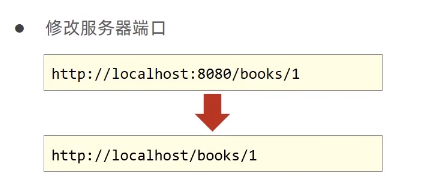 ● 修改服务器端口
http://localhost:8080/books/1
http://localhost/books/1